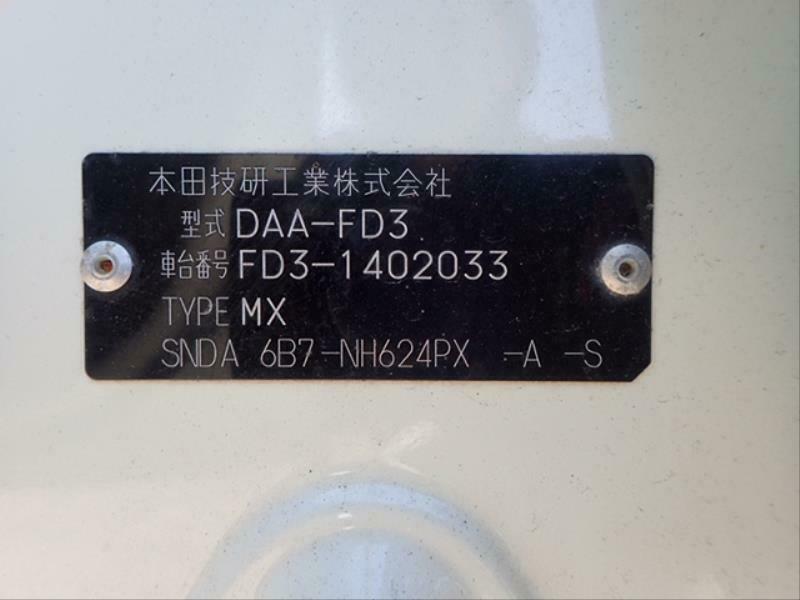 本田技研工業株式会社
型式 DAA-FD3
車台番号 FD3-1402033
TYPE MX
SNDA 6B7-NH624PX -A -S